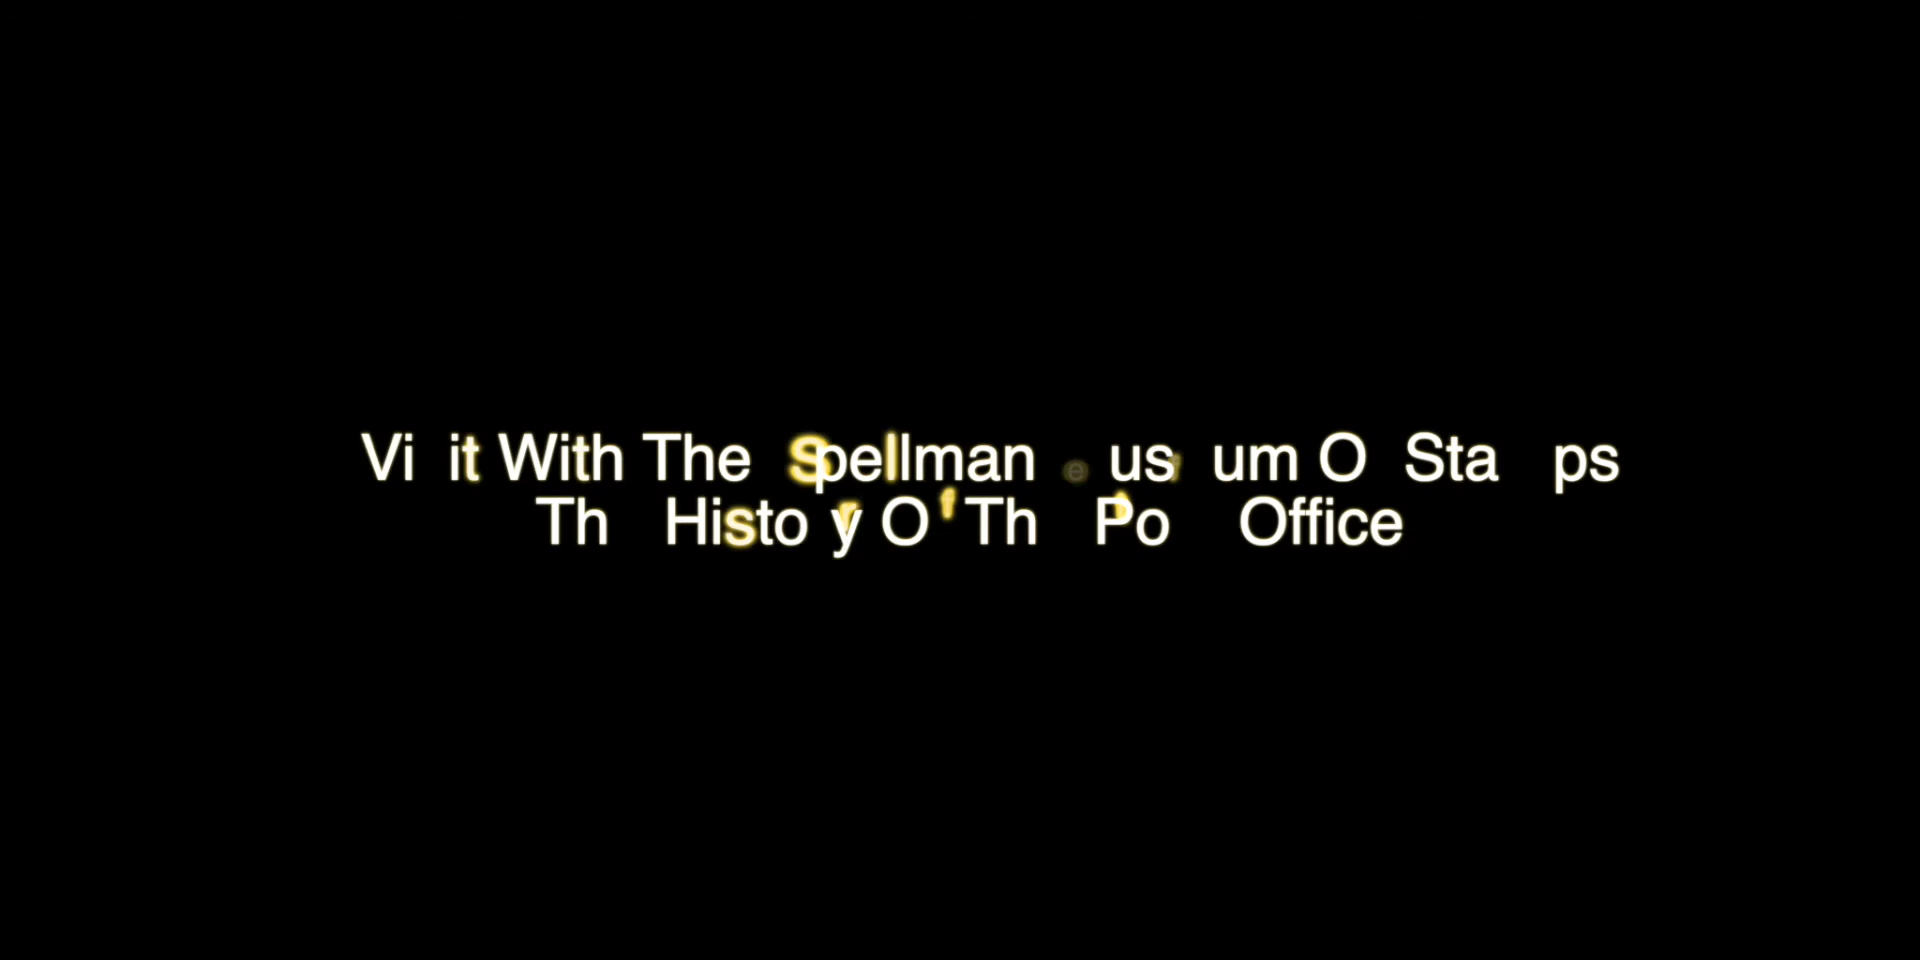 Vi it With The Spellman e us um O Sta ps
Th Histo y O f Th Po Office